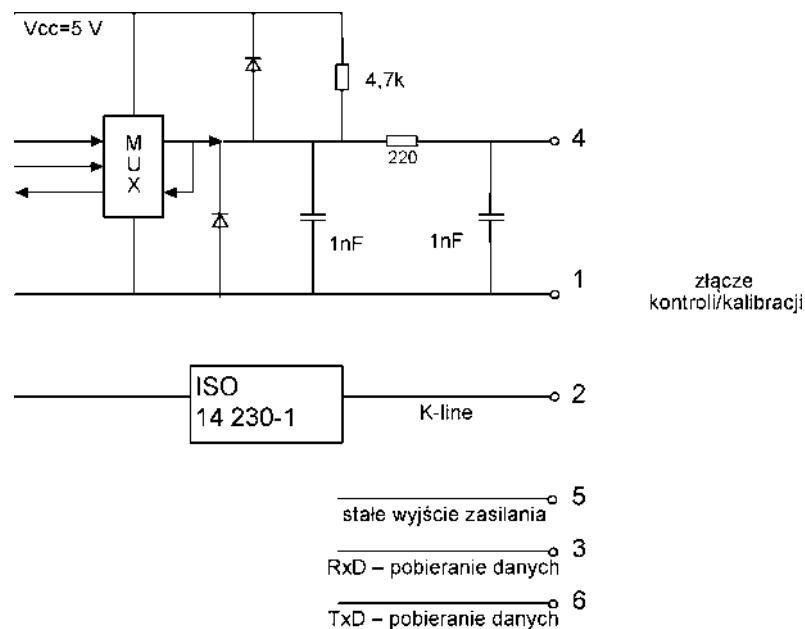 Vcc=5 V
4,7k
M
U
X
4
220
1nF
1nF
1
złącze
kontroli/kalibracji
ISO
14 230-1
2
K-line
5
stałe wyjście zasilania
3
RxD – pobieranie danych
6
TxD – pobieranie danych